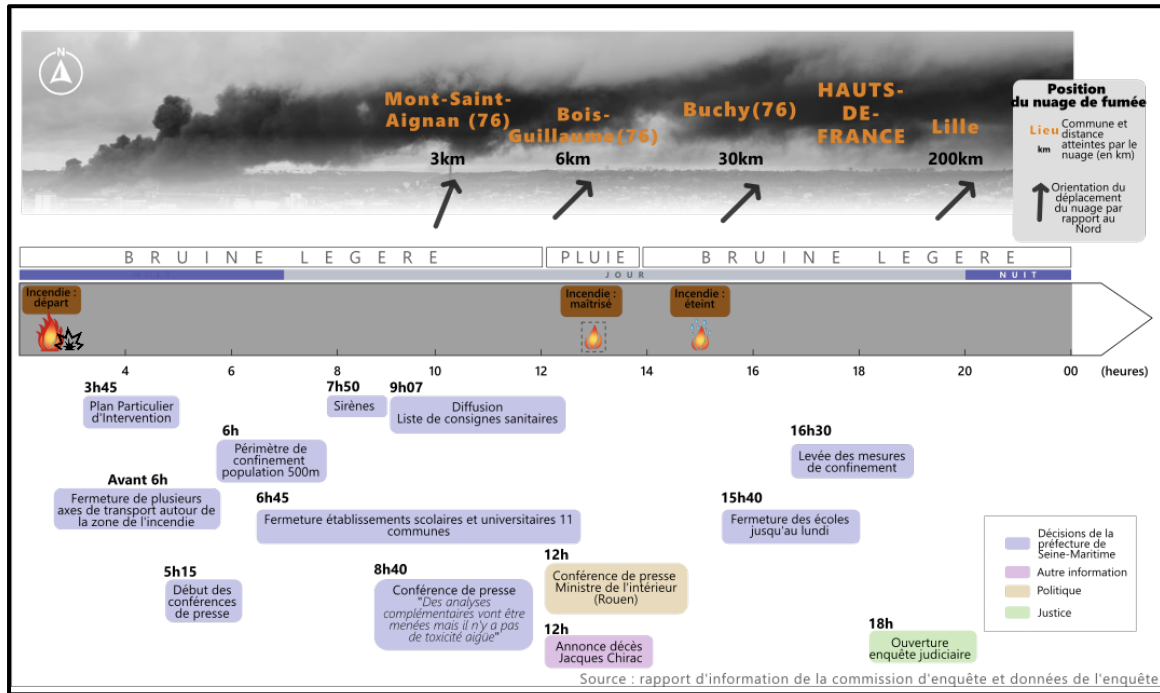 N
Mont-Saint-
Aignan (76)
3km
Bois-
Guillaume(76)
6km
Buchy(76)
30km
HAUTS-
DE-
FRANCE
Lille
200km
Position
du nuage de fumée
Lieu
km
Commune et
distance
atteintes par le
nuage (en km)
Orientation du
déplacement
du nuage par
rapport au
Nord
BRUINE LEGERE
PLUIE
BRUINE LEGERE
NUIT
JOUR
NUIT
Incendie :
départ
Incendie :
maîtrisé
Incendie :
éteint
4 6 8 10 12 14 16 18 20 00 (heures)
3h45
Plan Particulier
d'Intervention
7h50
Sirènes
9h07
Diffusion
Liste de consignes sanitaires
6h
Périmètre de
confinement
population 500m
16h30
Levée des mesures
de confinement
Avant 6h
Fermeture de plusieurs
axes de transport autour de
la zone de l'incendie
6h45
Fermeture établissements scolaires et universitaires 11
communes
15h40
Fermeture des écoles
jusqu'au lundi
5h15
Début des
conférences
de presse
8h40
Conférence de presse
"Des analyses
complémentaires vont être
menées mais il n'y a pas
de toxicité aigüe"
12h
Conférence de presse
Ministre de l'intérieur
(Rouen)
12h
Annonce décès
Jacques Chirac
18h
Ouverture
enquête judiciaire
Décisions de la
préfecture de
Seine-Maritime
Autre information
Politique
Justice
Source : rapport d'information de la commission d'enquête et données de l'enquête